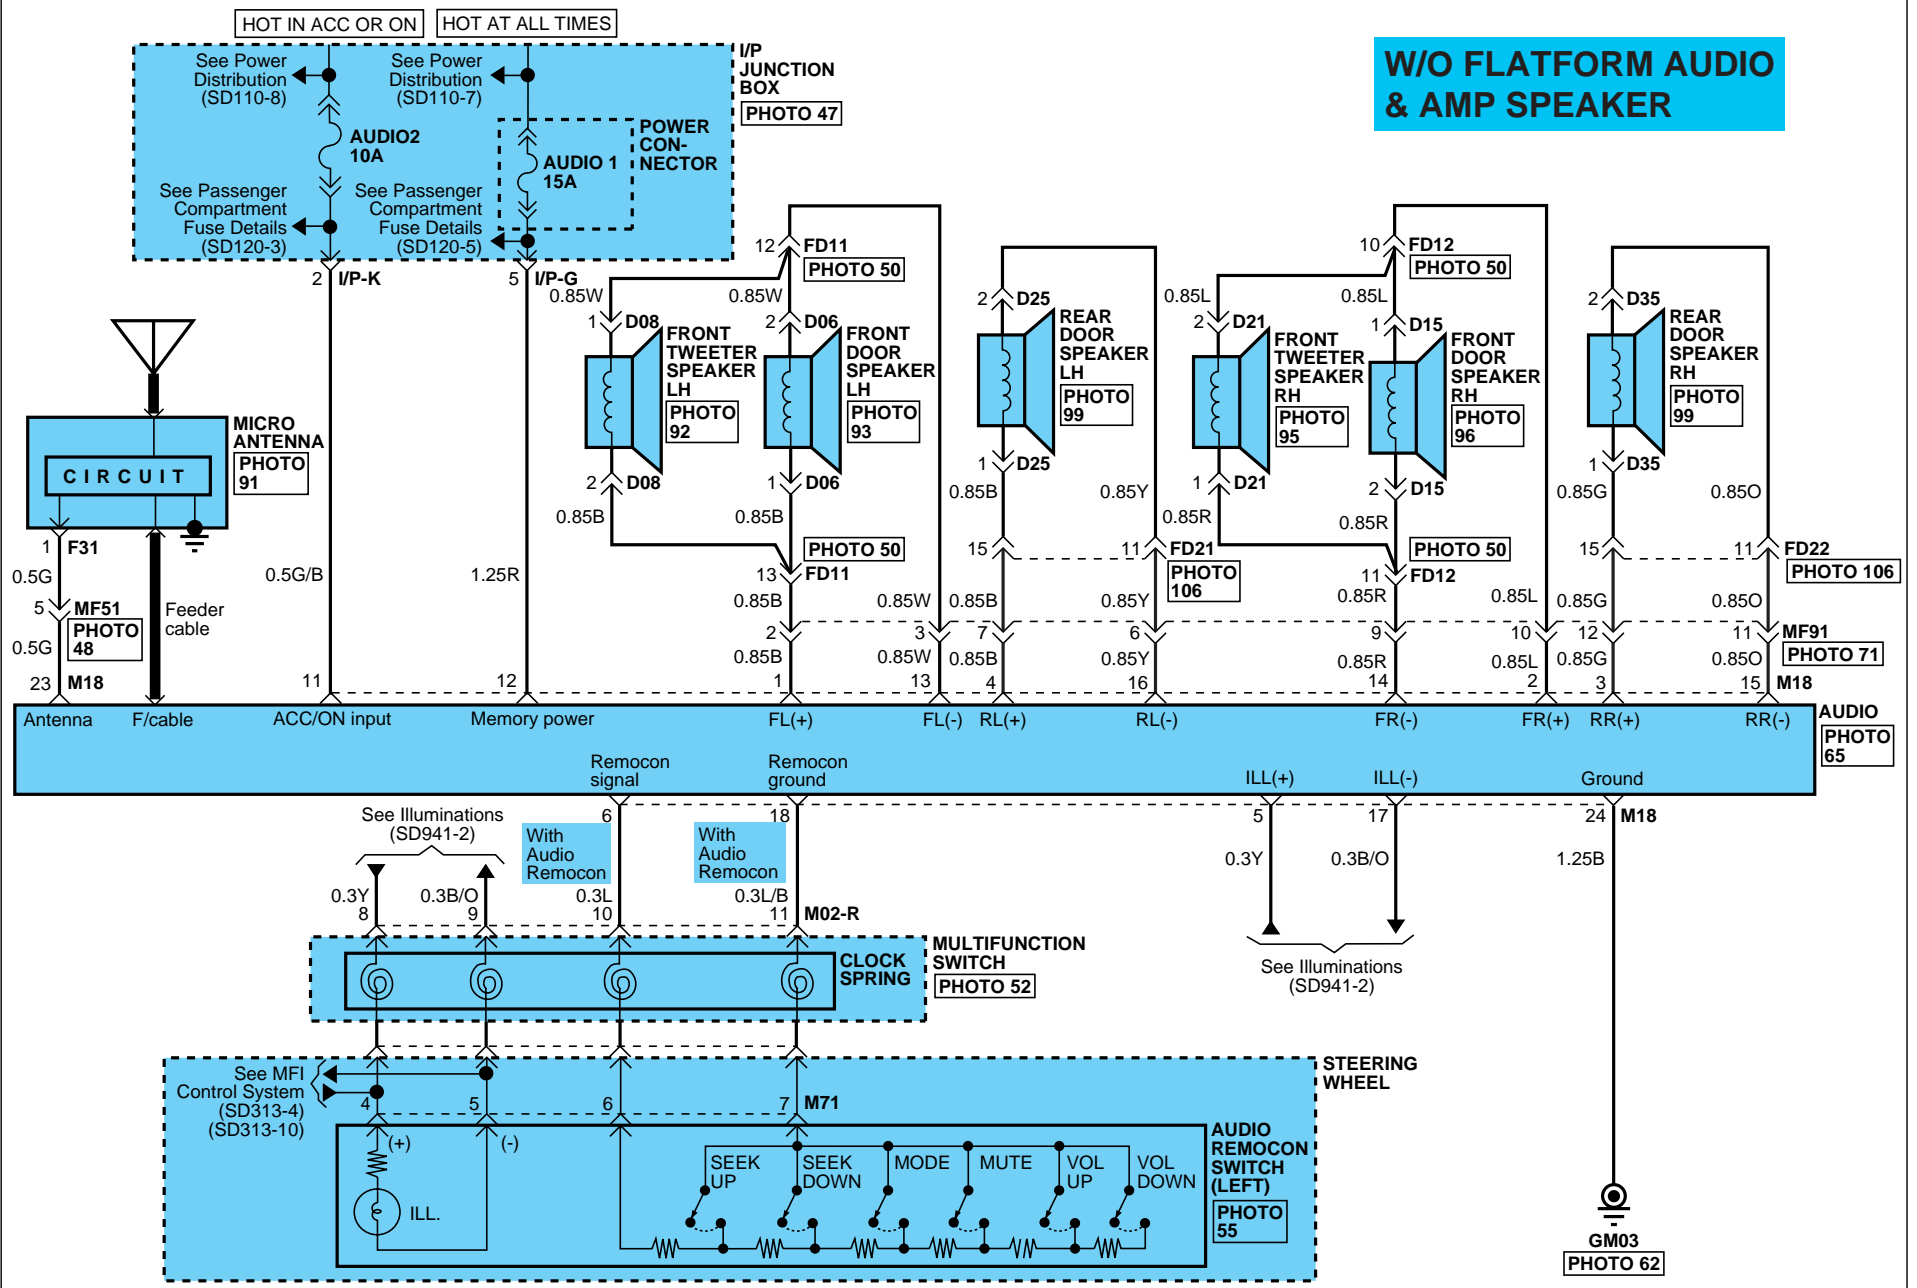 HOT IN ACC OR ON
HOT AT ALL TIMES
W/O FLATFORM AUDIO
& AMP SPEAKER
See Power
Distribution
(SD110-8)
See Power
Distribution
(SD110-7)
I/P
JUNCTION
BOX
PHOTO 47
AUDIO2
10A
AUDIO 1
15A
POWER
CON-
NECTOR
See Passenger
Compartment
Fuse Details
(SD120-3)
See Passenger
Compartment
Fuse Details
(SD120-5)
2 I/P-K
5 I/P-G
12 FD11
PHOTO 50
10 FD12
PHOTO 50
0.85W
0.85W
2 D25
0.85L
0.85L
2 D35
1 D08
2 D06
2 D21
1 D15
FRONT
TWEETER
SPEAKER
LH
PHOTO
92
FRONT
DOOR
SPEAKER
LH
PHOTO
93
REAR
DOOR
SPEAKER
LH
PHOTO
99
FRONT
TWEETER
SPEAKER
RH
PHOTO
95
FRONT
DOOR
SPEAKER
RH
PHOTO
96
REAR
DOOR
SPEAKER
RH
PHOTO
99
MICRO
ANTENNA
PHOTO
91
CIRCUIT
2 D08
1 D06
1 D25
1 D21
2 D15
1 D35
0.85B
0.85B
0.85B
0.85Y
0.85R
0.85R
0.85G
0.85O
1 F31
0.5G
5 MF51
PHOTO
48
0.5G
23 M18
Feeder
cable
0.5G/B
1.25R
PHOTO 50
13 FD11
15
11 FD21
PHOTO
106
PHOTO 50
11 FD12
15
11 FD22
PHOTO 106
0.85B
0.85W
0.85B
0.85Y
0.85R
0.85L
0.85G
0.85O
2
3
7
6
9
10
12
11 MF91
PHOTO 71
0.85B
0.85W
0.85B
0.85Y
0.85R
0.85L
0.85G
0.85O
11
12
1
13
4
16
14
2
3
15 M18
Antenna
F/cable
ACC/ON input
Memory power
FL(+)
FL(-)
RL(+)
RL(-)
FR(-)
FR(+)
RR(+)
RR(-)
AUDIO
PHOTO
65
Remocon
signal
Remocon
ground
ILL(+)
ILL(-)
Ground
6
18
5
17
24 M18
See Illuminations
(SD941-2)
With
Audio
Remocon
With
Audio
Remocon
0.3Y
0.3B/O
1.25B
0.3Y
0.3B/O
0.3L
0.3L/B
8
9
10
11 M02-R
MULTIFUNCTION
SWITCH
PHOTO 52
CLOCK
SPRING
See Illuminations
(SD941-2)
STEERING
WHEEL
See MFI
Control System
(SD313-4)
(SD313-10)
4
5
6
7 M71
(+)
(-)
ILL.
SEEK
UP
SEEK
DOWN
MODE
MUTE
VOL
UP
VOL
DOWN
AUDIO
REMOCON
SWITCH
(LEFT)
PHOTO
55
GM03
PHOTO 62